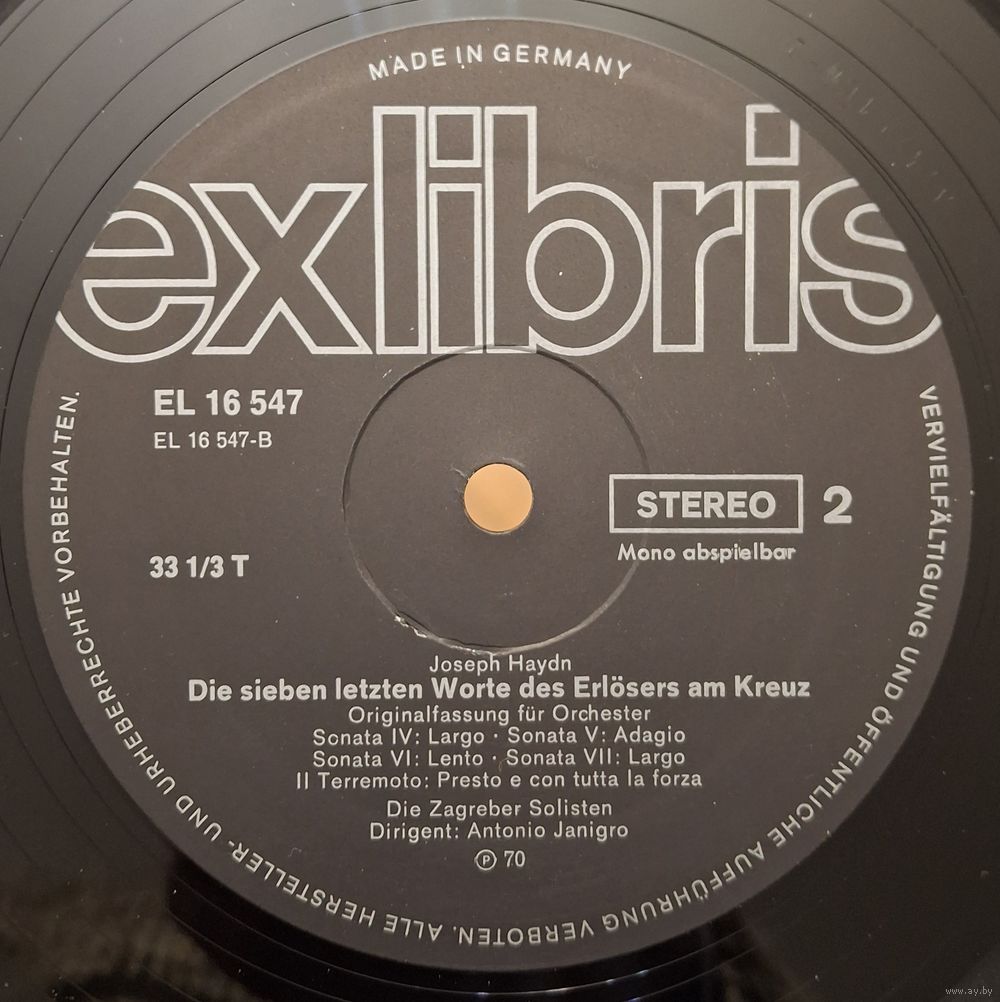 MADE IN GERMANY
exlibris
EL 16 547
EL 16 547-B
STEREO 2
Mono abspielbar
33 1/3 T
Joseph Haydn
Die sieben letzten Worte des Erlösers am Kreuz
Originalfassung für Orchester
Sonata IV: Largo · Sonata V: Adagio
Sonata VI: Lento · Sonata VII: Largo
Il Terremoto: Presto e con tutta la forza
Die Zagreber Solisten
Dirigent: Antonio Janigro
℗ 70
VERVIELFÄLTIGUNG UND ÖFFENTLICHE AUFFÜHRUNG VERBOTEN. ALLE HERSTELLER- UND URHEBERRECHTE VORBEHALTEN.
www.ay.by